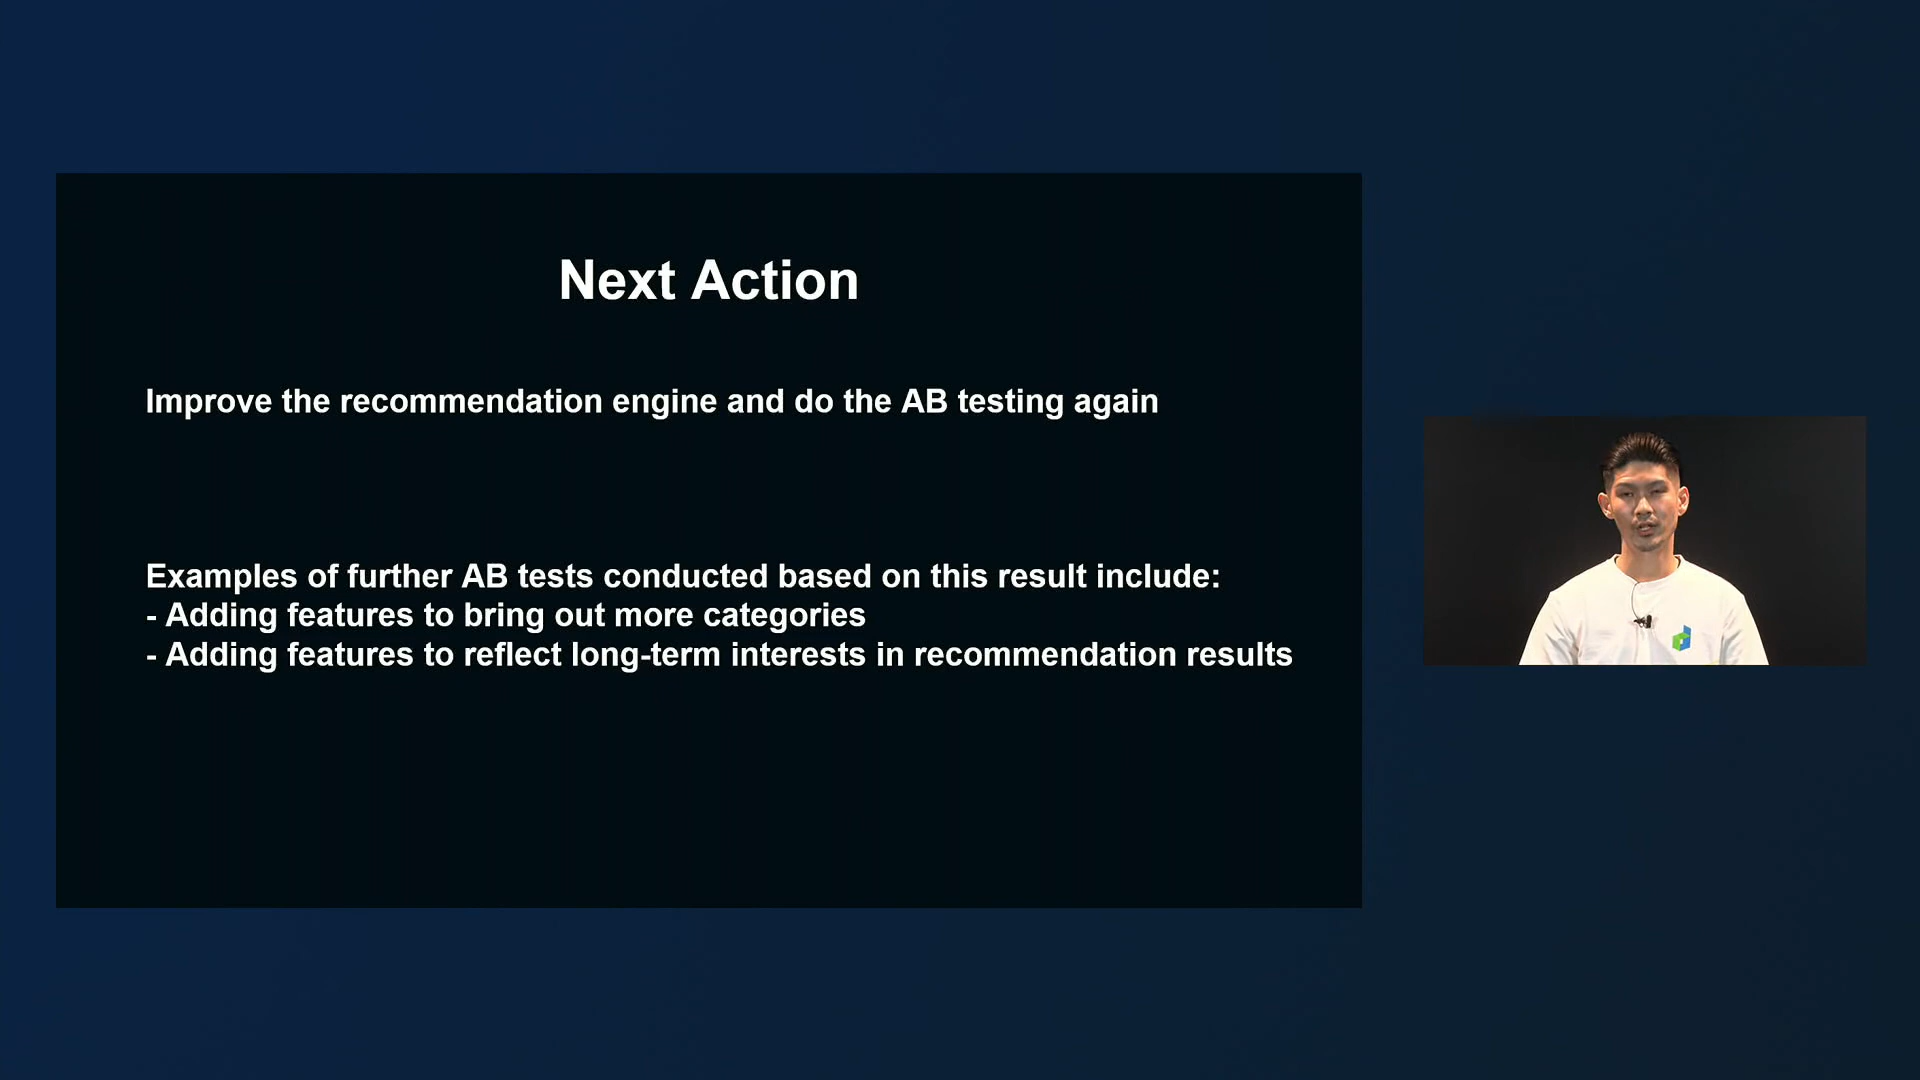 Next Action
Improve the recommendation engine and do the AB testing again
Examples of further AB tests conducted based on this result include:
- Adding features to bring out more categories
- Adding features to reflect long-term interests in recommendation results